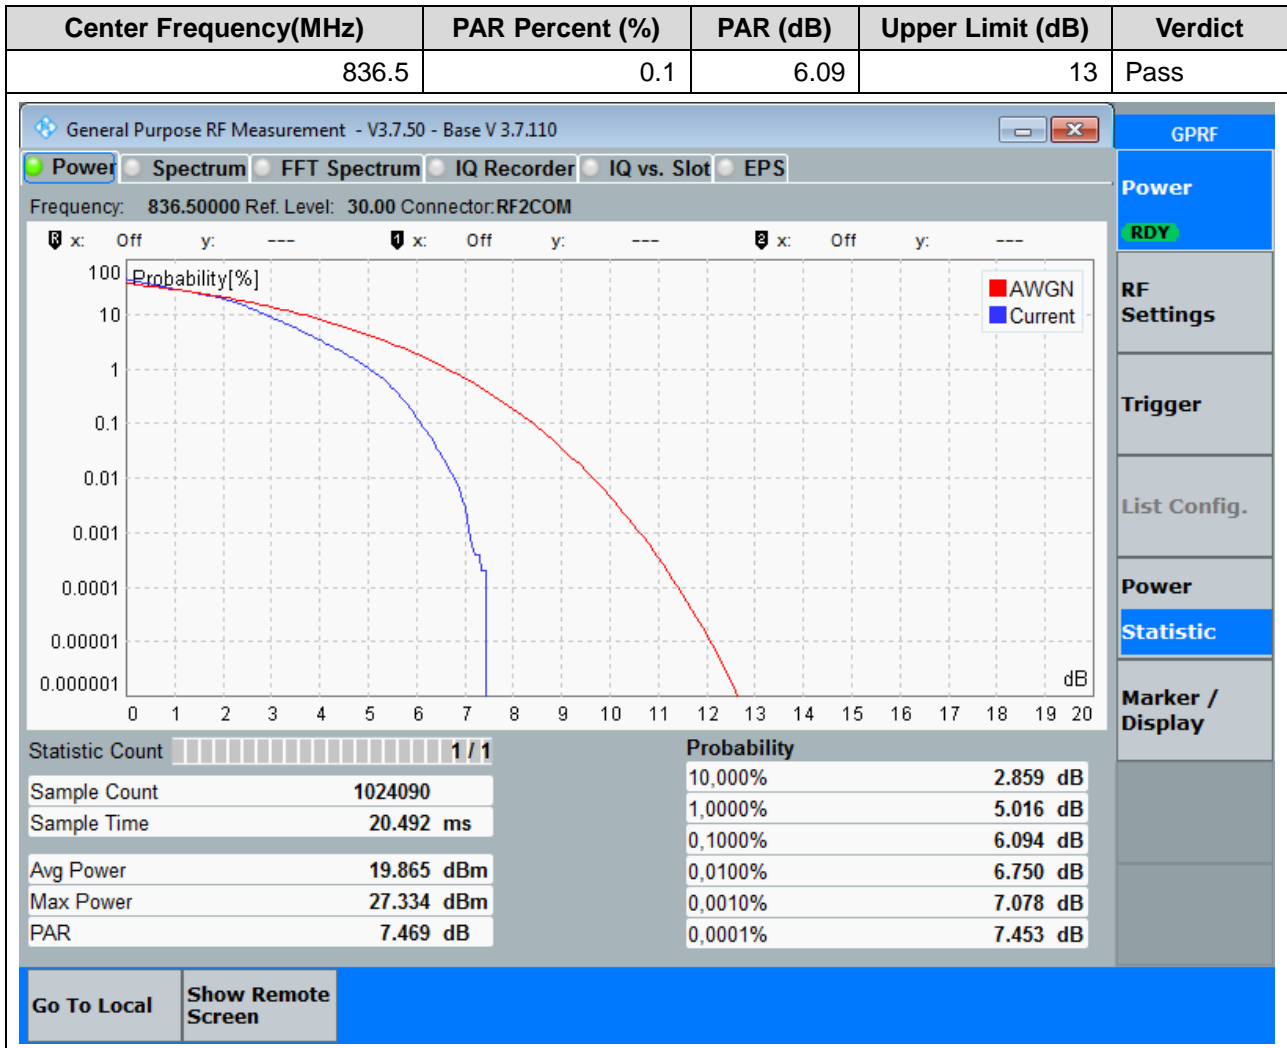 Center Frequency(MHz) PAR Percent (%) PAR (dB) Upper Limit (dB) Verdict
836.5 0.1 6.09 13 Pass
General Purpose RF Measurement - V3.7.50 - Base V 3.7.110
GPRF
Power Spectrum FFT Spectrum IQ Recorder IQ vs. Slot EPS
Frequency: 836.50000 Ref. Level: 30.00 Connector: RF2COM
R x: Off y: --- 1 x: Off y: --- 2 x: Off y: ---
Probability[%]
AWGN
Current
100
10
1
0.1
0.01
0.001
0.0001
0.00001
0.000001
dB
0 1 2 3 4 5 6 7 8 9 10 11 12 13 14 15 16 17 18 19 20
Statistic Count 1 / 1
Sample Count 1024090
Sample Time 20.492 ms
Avg Power 19.865 dBm
Max Power 27.334 dBm
PAR 7.469 dB
Probability
10,000% 2.859 dB
1,0000% 5.016 dB
0,1000% 6.094 dB
0,0100% 6.750 dB
0,0010% 7.078 dB
0,0001% 7.453 dB
Power
RDY
RF
Settings
Trigger
List Config.
Power
Statistic
Marker /
Display
Go To Local
Show Remote
Screen